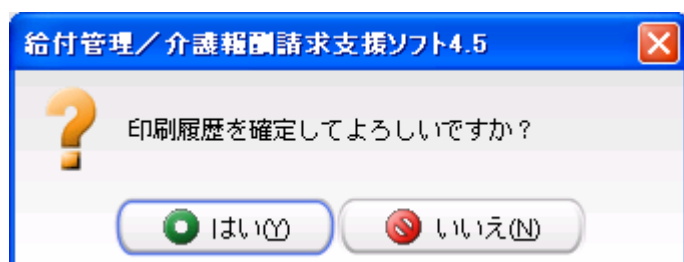 給付管理／介護報酬請求支援ソフト4.5
印刷履歴を確定してよろしいですか？
はい(Y) いいえ(N)